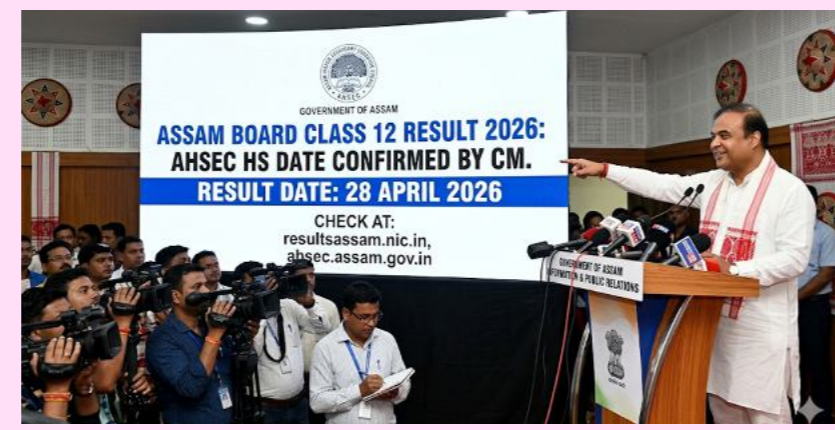 GOVERNMENT OF ASSAM
ASSAM BOARD CLASS 12 RESULT 2026:
AHSEC HS DATE CONFIRMED BY CM.
RESULT DATE: 28 APRIL 2026
CHECK AT:
resultsassam.nic.in,
ahsec.assam.gov.in
GOVERNMENT OF ASSAM
INFORMATION & PUBLIC RELATIONS